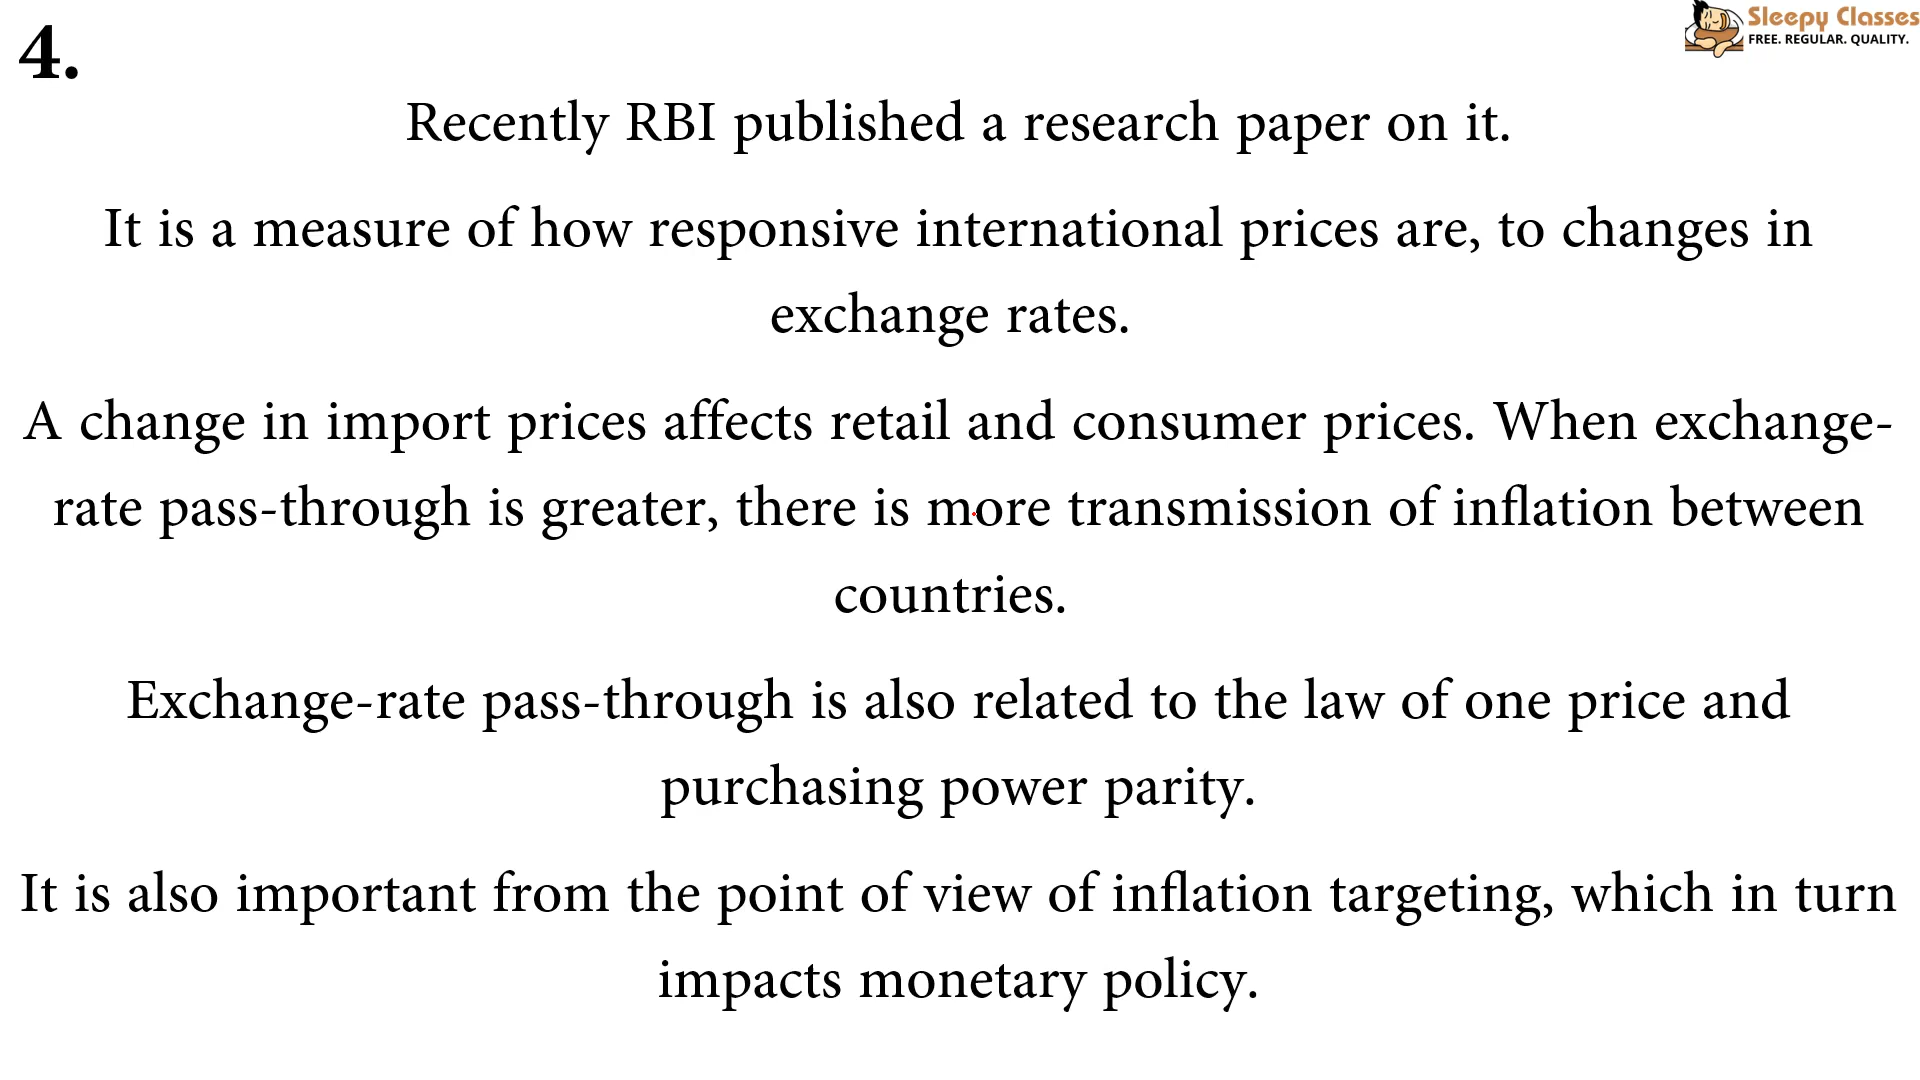 4.
Sleepy Classes
FREE. REGULAR. QUALITY.
Recently RBI published a research paper on it.
It is a measure of how responsive international prices are, to changes in
exchange rates.
A change in import prices affects retail and consumer prices. When exchange-
rate pass-through is greater, there is more transmission of inflation between
countries.
Exchange-rate pass-through is also related to the law of one price and
purchasing power parity.
It is also important from the point of view of inflation targeting, which in turn
impacts monetary policy.